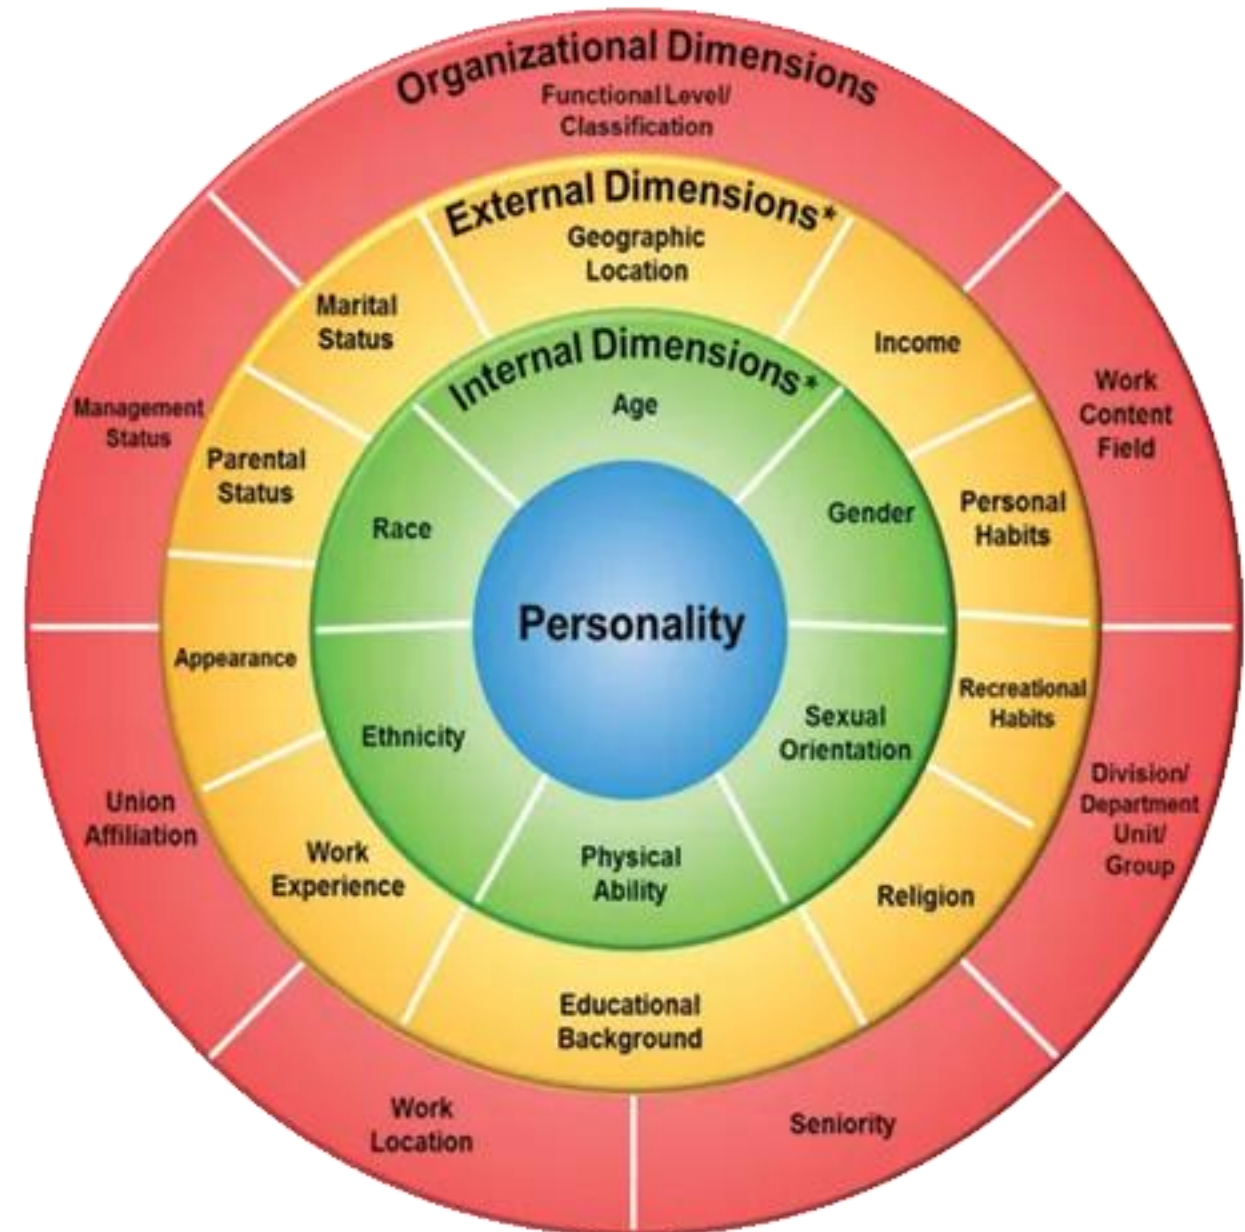 Organizational Dimensions
Functional Level/
Classification
External Dimensions*
Geographic
Location
Marital
Status
Income
Internal Dimensions*
Age
Management
Status
Work
Content
Field
Parental
Status
Personal
Habits
Race
Gender
Personality
Appearance
Recreational
Habits
Ethnicity
Sexual
Orientation
Union
Affiliation
Division/
Department
Unit/
Group
Work
Experience
Physical
Ability
Religion
Educational
Background
Work
Location
Seniority